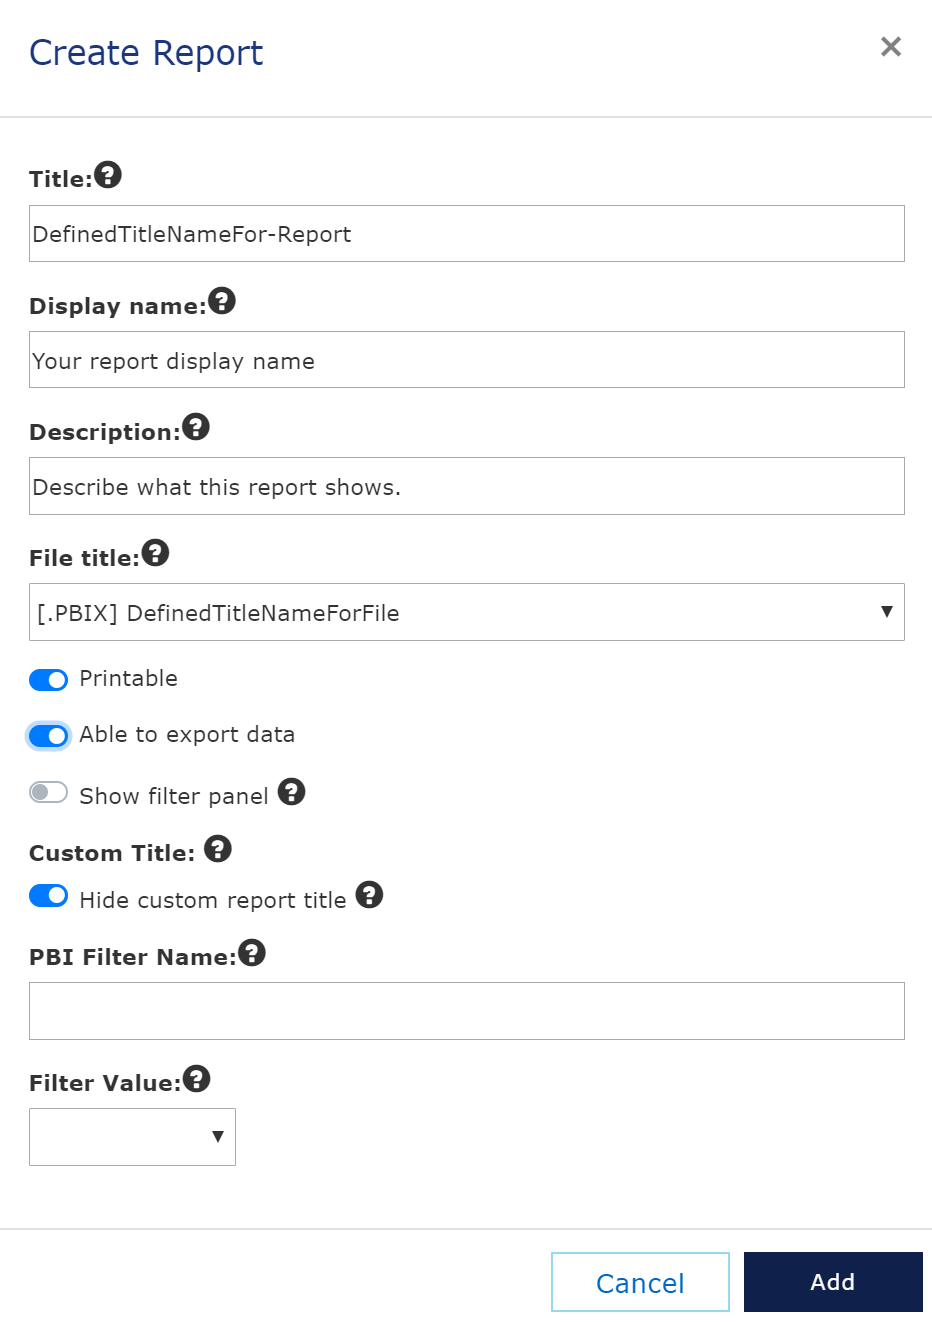 Create Report
Title:
DefinedTitleNameFor-Report
Display name:
Your report display name
Description:
Describe what this report shows.
File title:
[.PBIX] DefinedTitleNameForFile
Printable
Able to export data
Show filter panel
Custom Title:
Hide custom report title
PBI Filter Name:
Filter Value:
Cancel Add